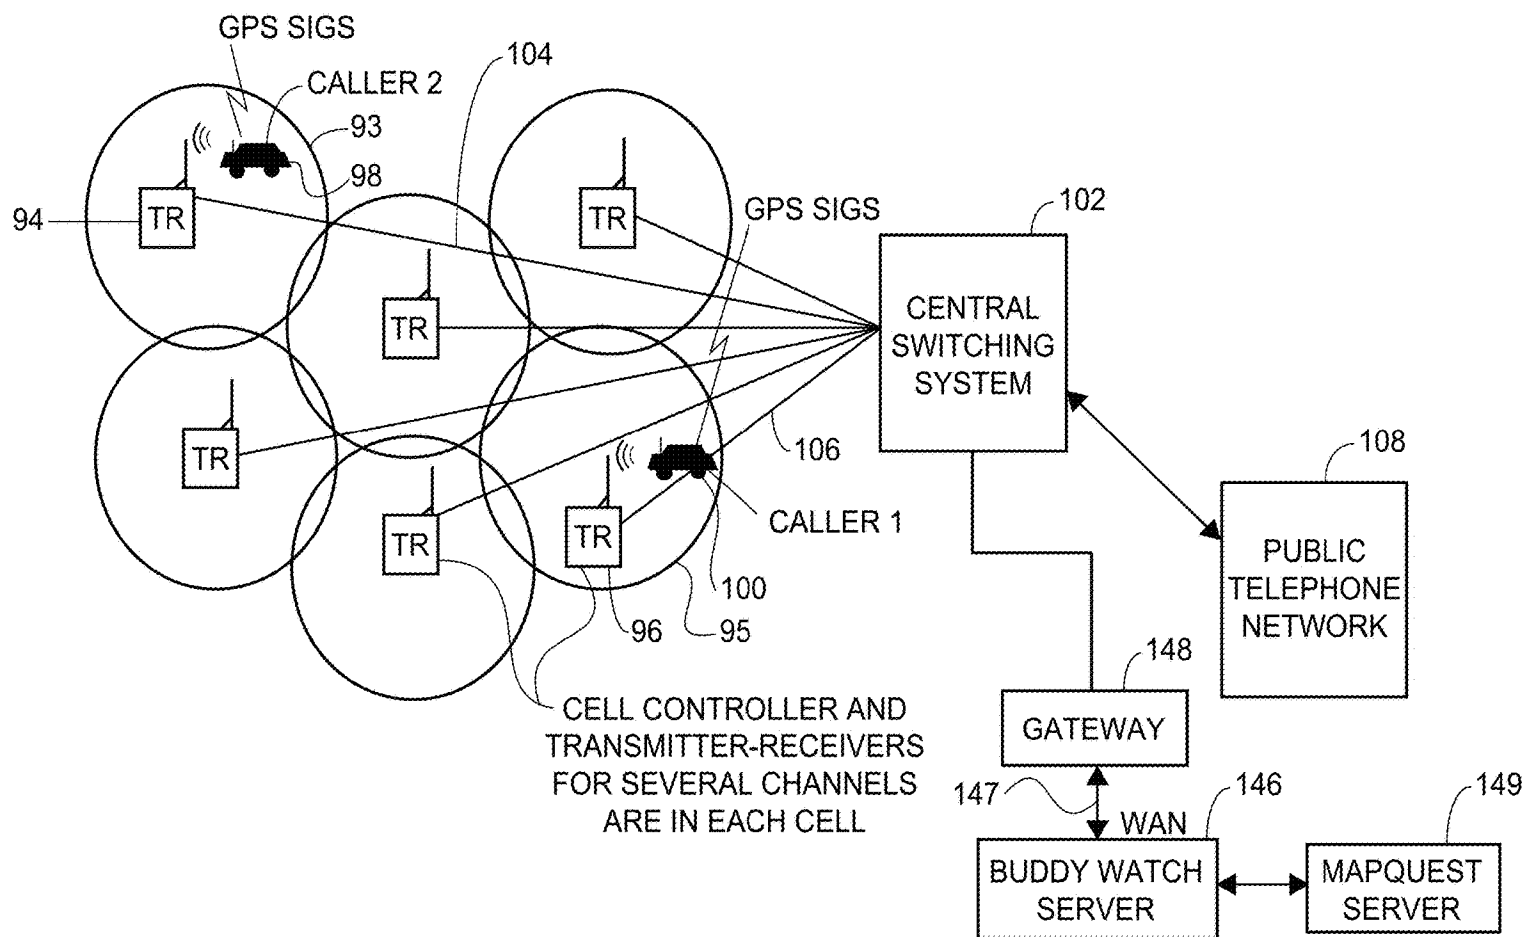 GPS SIGS
CALLER 2
104
93
98
94
TR
TR
GPS SIGS
102
TR
CENTRAL
SWITCHING
SYSTEM
TR
106
108
TR
TR
CALLER 1
100
96
95
PUBLIC
TELEPHONE
NETWORK
148
CELL CONTROLLER AND
TRANSMITTER-RECEIVERS
FOR SEVERAL CHANNELS
ARE IN EACH CELL
GATEWAY
147
WAN
146
149
BUDDY WATCH
SERVER
MAPQUEST
SERVER